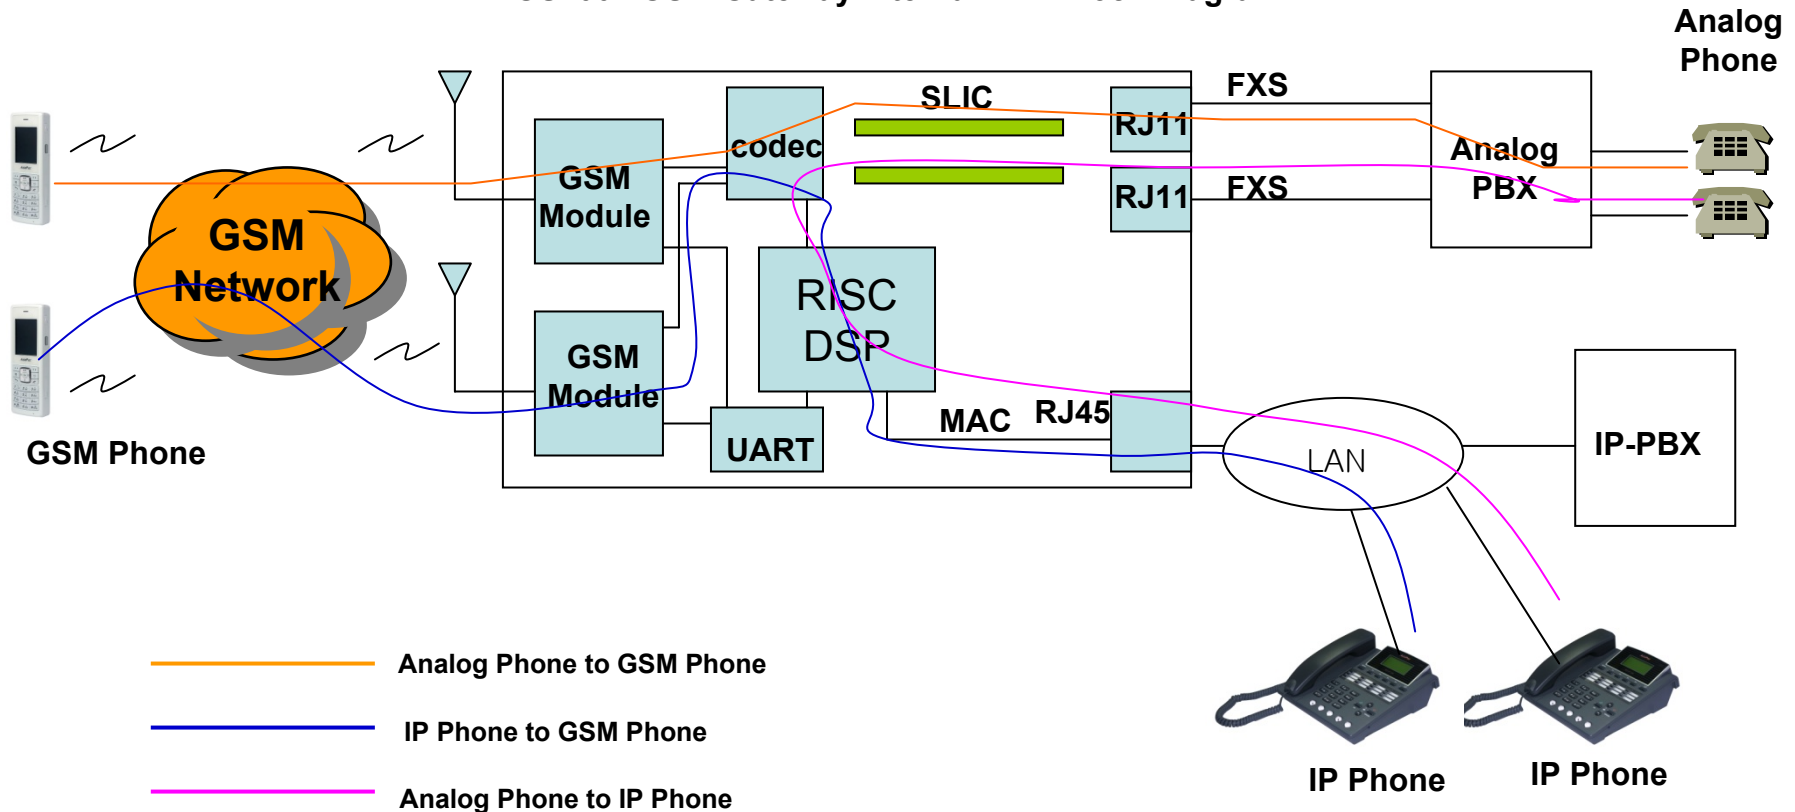 Analog
Phone
FXS
SLIC
RJ11
codec
Analog
PBX
GSM
Module
RJ11
FXS
GSM
Network
RISC
DSP
GSM
Module
RJ45
MAC
UART
LAN
IP-PBX
GSM Phone
Analog Phone to GSM Phone
IP Phone to GSM Phone
Analog Phone to IP Phone
IP Phone
IP Phone